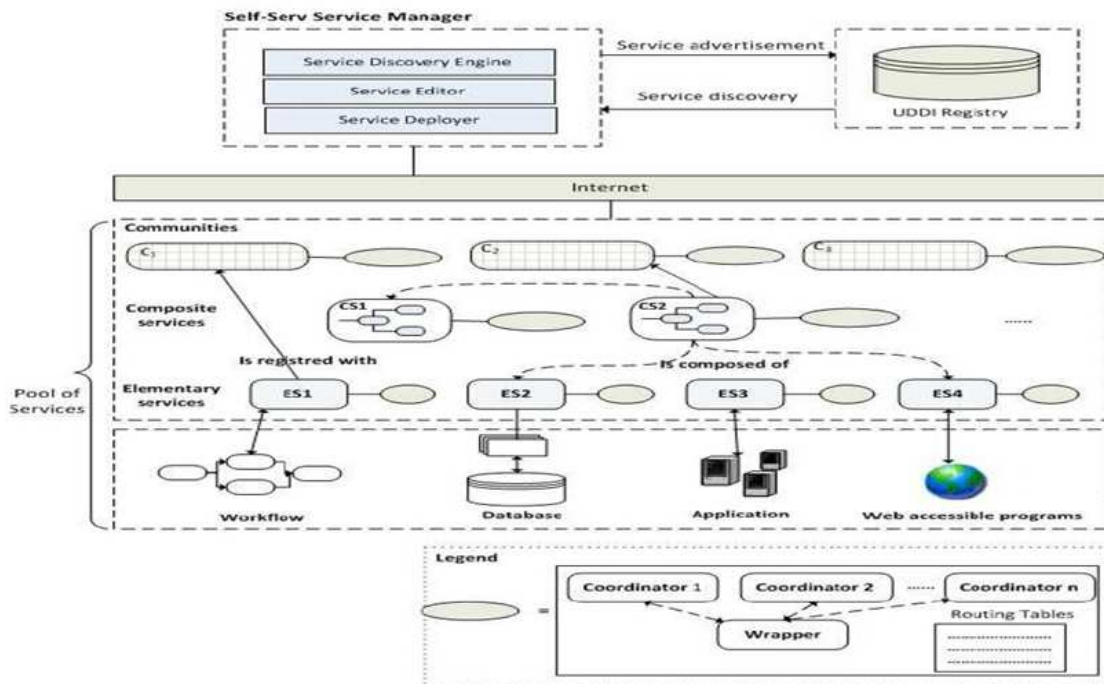 Self-Serv Service Manager
Service Discovery Engine
Service Editor
Service Deployer
Service advertisement
Service discovery
UDDI Registry
Internet
Pool of
Services
Communities
C1
C2
C3
Composite
services
CS1
CS2
......
Is registred with
Is composed of
Elementary
services
ES1
ES2
ES3
ES4
Workflow
Database
Application
Web accessible programs
Legend
=
Coordinator 1
Coordinator 2
......
Coordinator n
Wrapper
Routing Tables